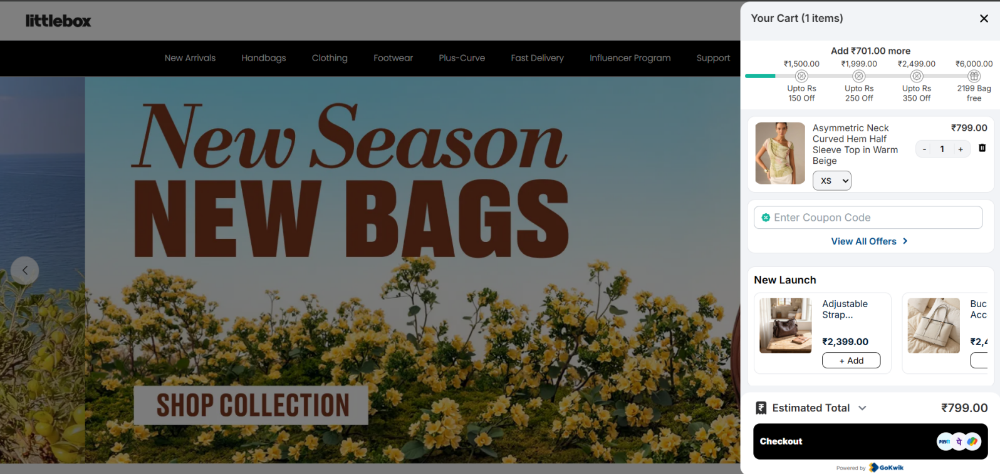 littlebox
New Arrivals Handbags Clothing Footwear Plus-Curve Fast Delivery Influencer Program Support
New Season
NEW BAGS
SHOP COLLECTION
Your Cart (1 items)
Add ₹701.00 more
₹1,500.00 ₹1,999.00 ₹2,499.00 ₹6,000.00
Upto Rs Upto Rs Upto Rs 2199 Bag
150 Off 250 Off 350 Off free
Asymmetric Neck ₹799.00
Curved Hem Half
Sleeve Top in Warm - 1 +
Beige
XS
Enter Coupon Code
View All Offers
New Launch
Adjustable
Strap...
₹2,399.00
+ Add
Buc
Acc
₹2,4
Estimated Total ₹799.00
Checkout
Powered by GoKwik